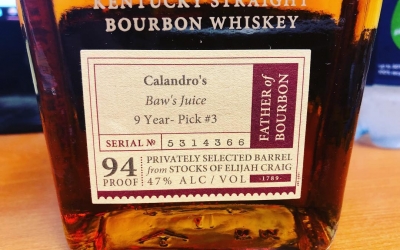 KENTUCKY STRAIGHT
BOURBON WHISKEY
Calandro's
Baw's Juice
9 Year- Pick #3
SERIAL Nº 5314366
94
PROOF
PRIVATELY SELECTED BARREL
from STOCKS OF ELIJAH CRAIG
47% ALC/VOL
FATHER of
BOURBON
-1789-